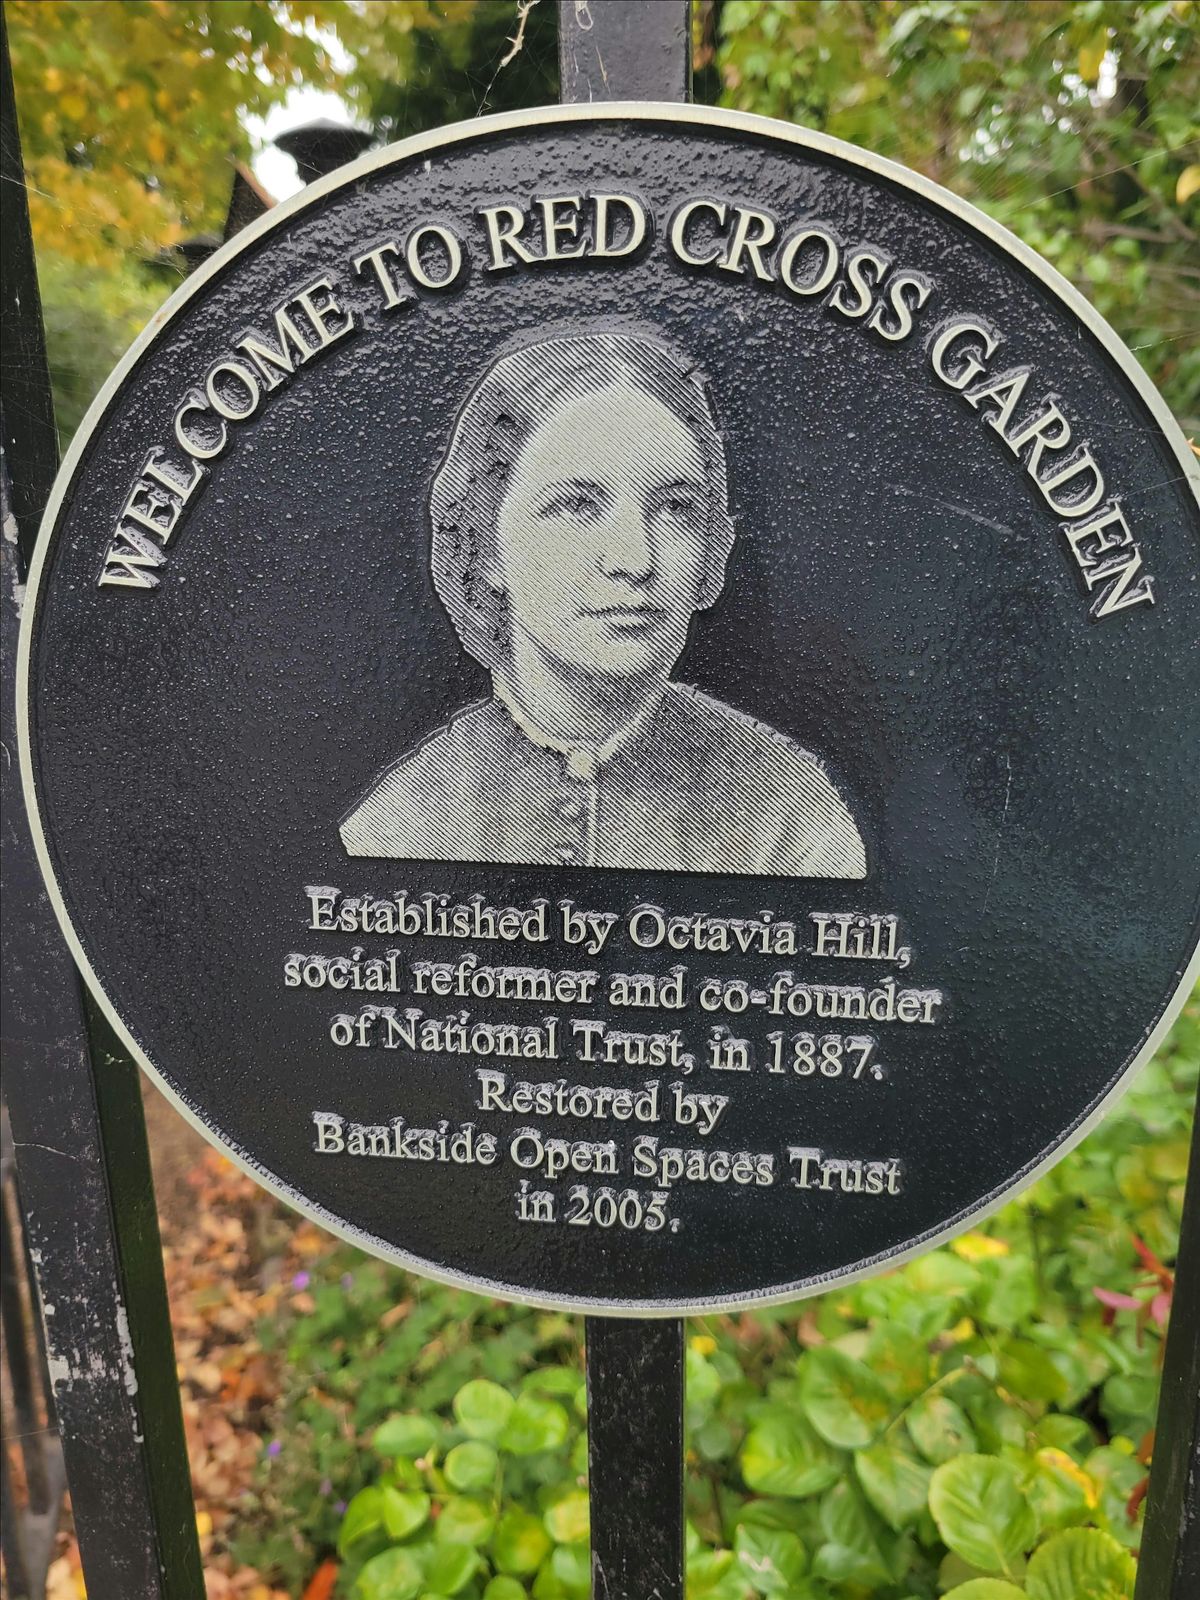 WELCOME TO RED CROSS GARDEN
Established by Octavia Hill,
social reformer and co-founder
of National Trust, in 1887.
Restored by
Bankside Open Spaces Trust
in 2005.